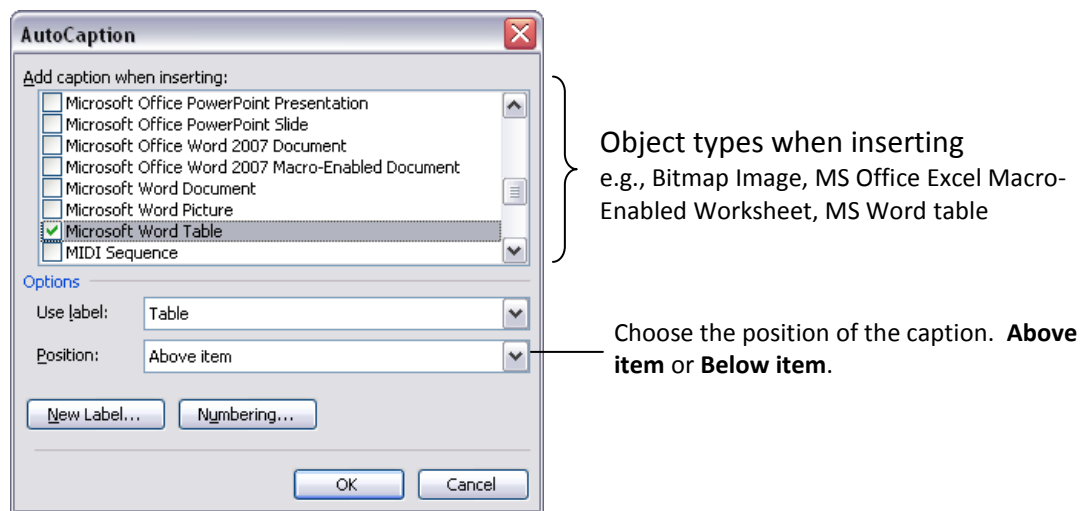 AutoCaption
Add caption when inserting:
Microsoft Office PowerPoint Presentation
Microsoft Office PowerPoint Slide
Microsoft Office Word 2007 Document
Microsoft Office Word 2007 Macro-Enabled Document
Microsoft Word Document
Microsoft Word Picture
Microsoft Word Table
MIDI Sequence
Options
Use label:
Table
Position:
Above item
New Label...
Numbering...
OK
Cancel
Object types when inserting
e.g., Bitmap Image, MS Office Excel Macro-
Enabled Worksheet, MS Word table
Choose the position of the caption.  Above
item or Below item.